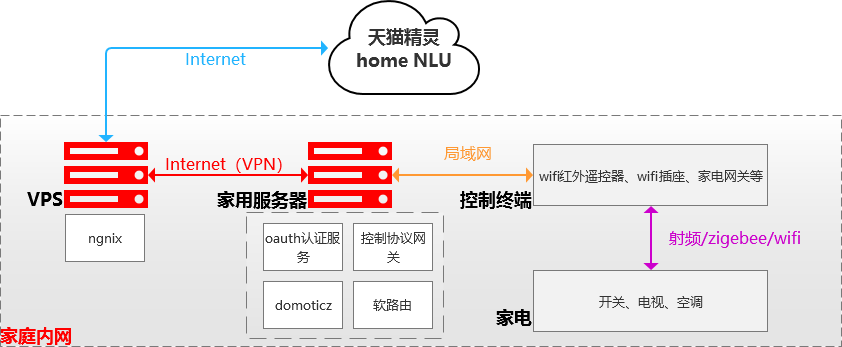 天猫精灵
home NLU
Internet
Internet（VPN）
局域网
VPS
家用服务器
控制终端
wifi红外遥控器、wifi插座、家电网关等
ngnix
oauth认证服
务
控制协议网
关
射频/zigebee/wifi
domoticz
软路由
开关、电视、空调
家电
家庭内网